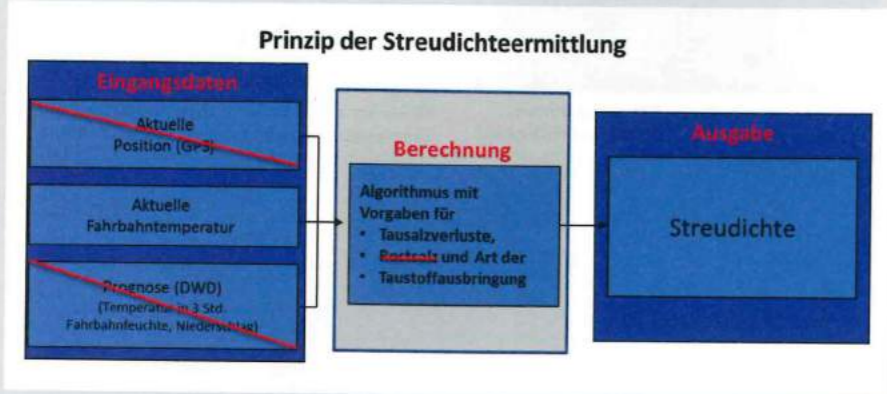 Prinzip der Streudichteermittlung
Eingangsdaten
Aktuelle
Position (GPS)
Aktuelle
Fahrbahntemperatur
Prognose (DWD)
(Temperatur in 3 Std.
Fahrbahnfeuchte, Niederschlag)
Berechnung
Algorithmus mit
Vorgaben für
• Tausalzverluste,
• Restsalz und Art der
• Taustoffausbringung
Ausgabe
Streudichte